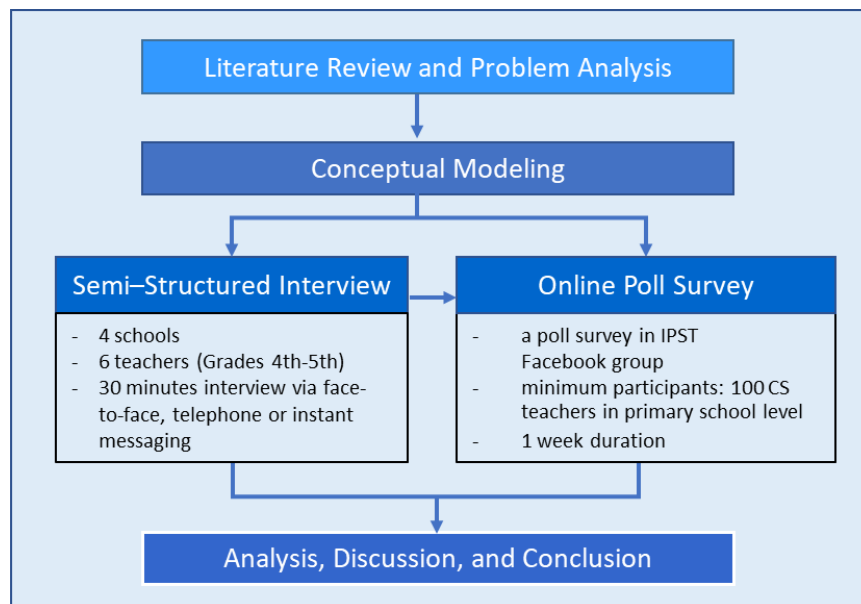 Literature Review and Problem Analysis
Conceptual Modeling
Semi–Structured Interview
- 4 schools
- 6 teachers (Grades 4th-5th)
- 30 minutes interview via face-
to-face, telephone or instant
messaging
Online Poll Survey
- a poll survey in IPST
Facebook group
- minimum participants: 100 CS
teachers in primary school level
- 1 week duration
Analysis, Discussion, and Conclusion